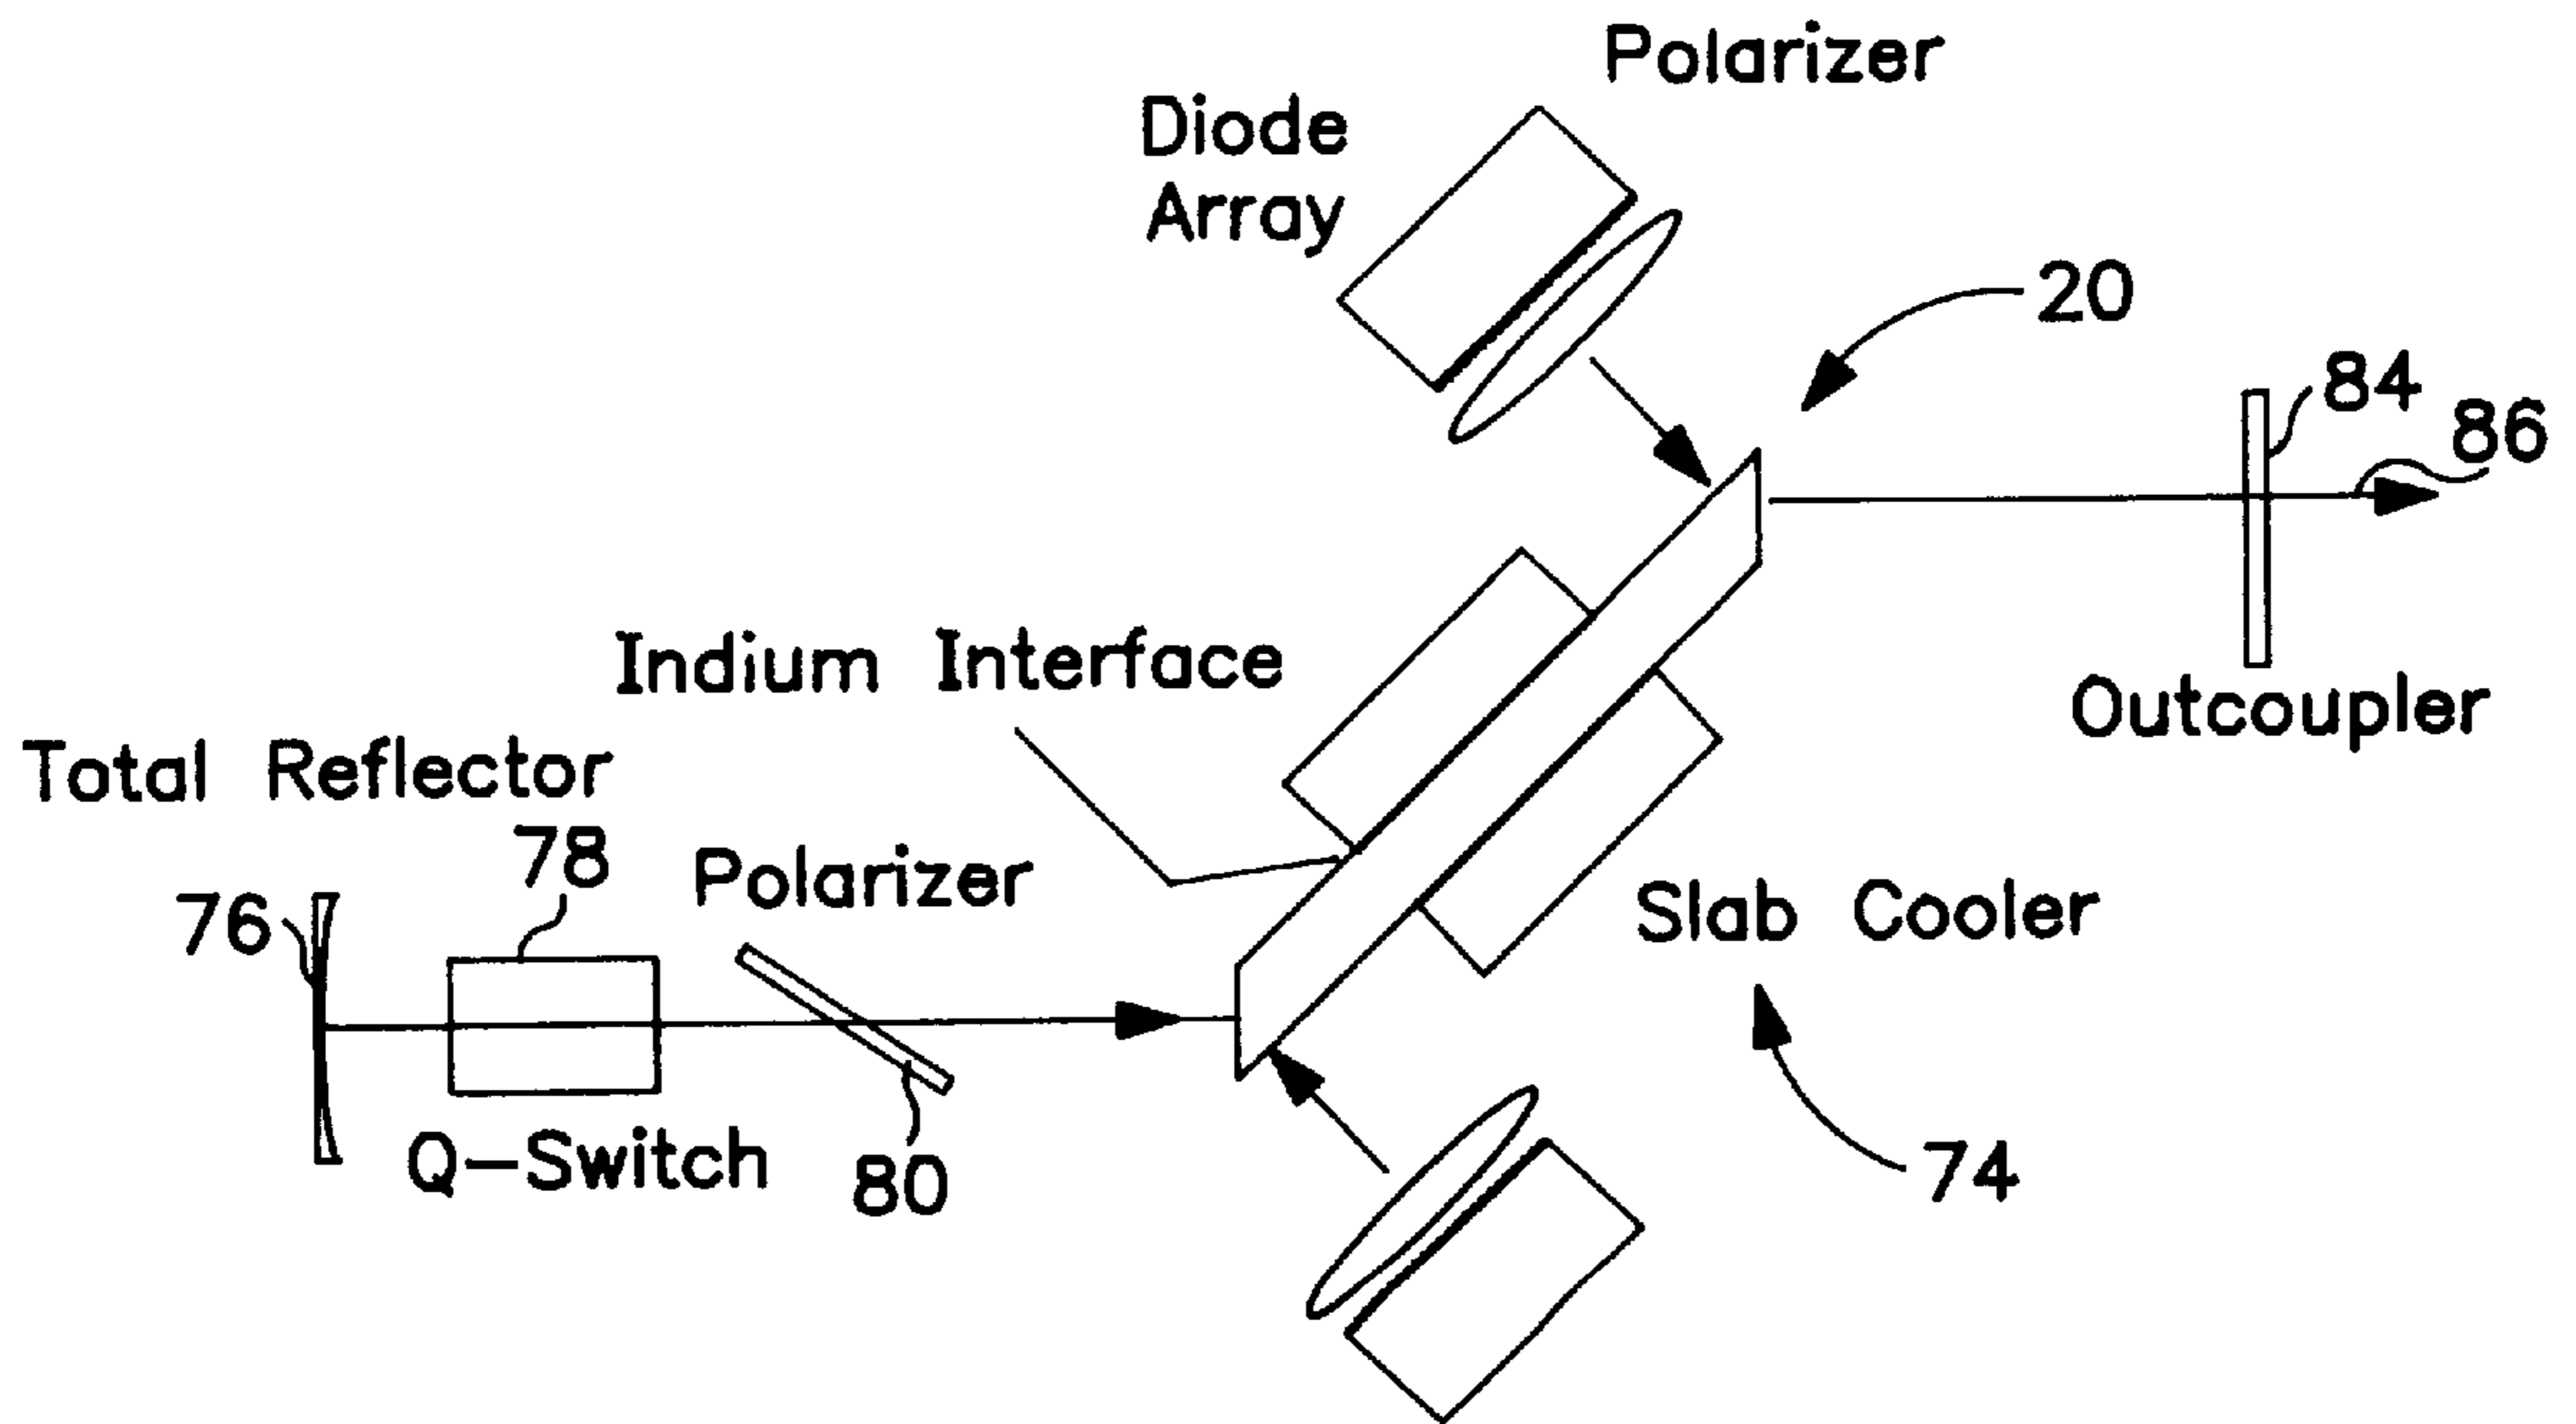 Polarizer
Diode
Array
20
84
86
Indium Interface
Outcoupler
Total Reflector
78
Polarizer
76
Slab Cooler
Q-Switch
80
74